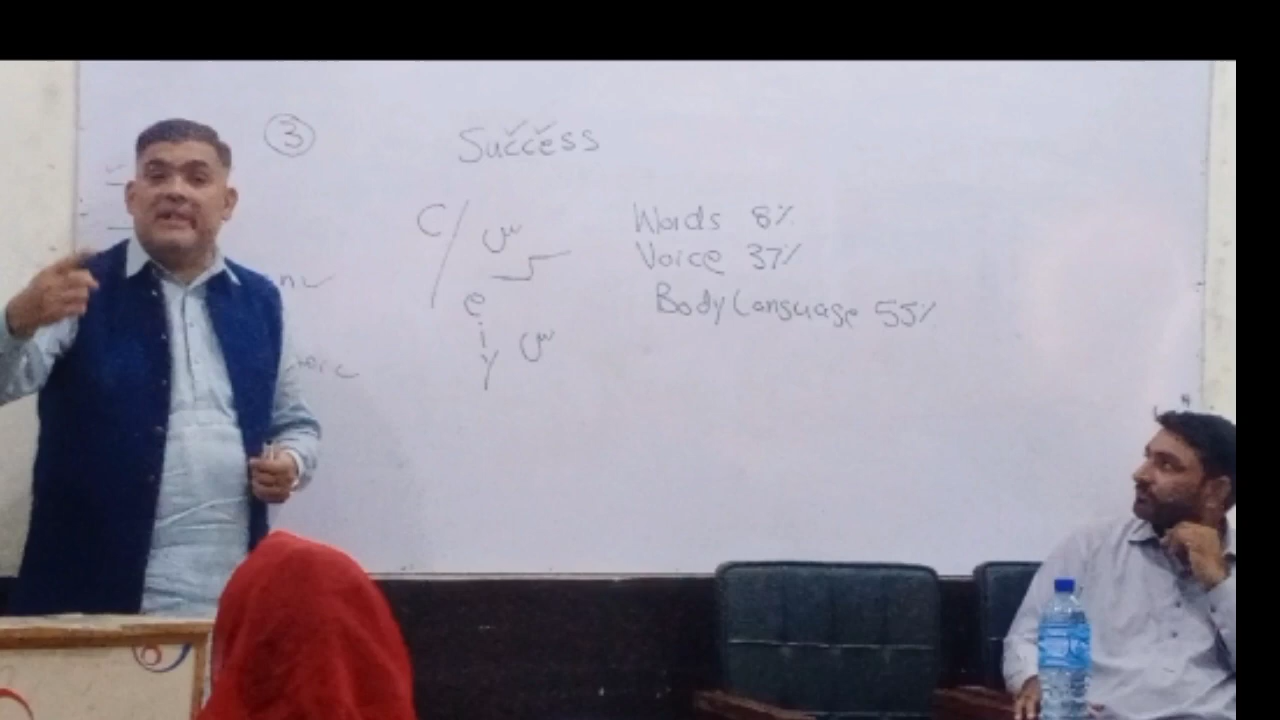 ③ Success
C/ س
e
i
y س
Words 8%
Voice 37%
Body Language 55%